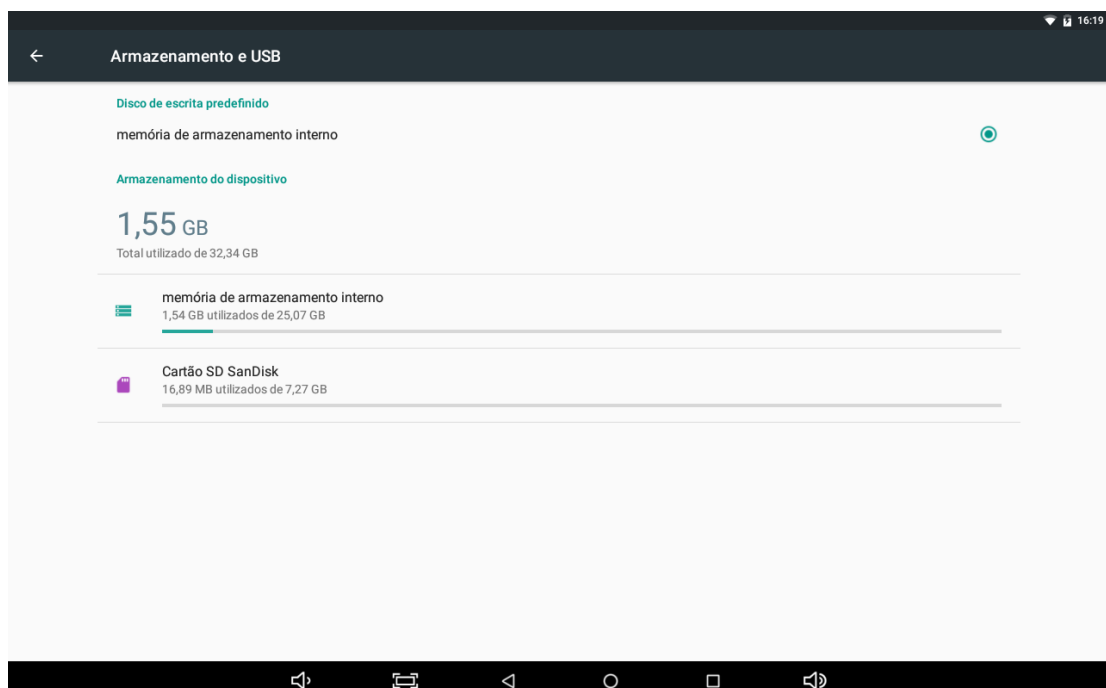 16:19
Armazenamento e USB
Disco de escrita predefinido
memória de armazenamento interno
Armazenamento do dispositivo
1,55 GB
Total utilizado de 32,34 GB
memória de armazenamento interno
1,54 GB utilizados de 25,07 GB
Cartão SD SanDisk
16,89 MB utilizados de 7,27 GB